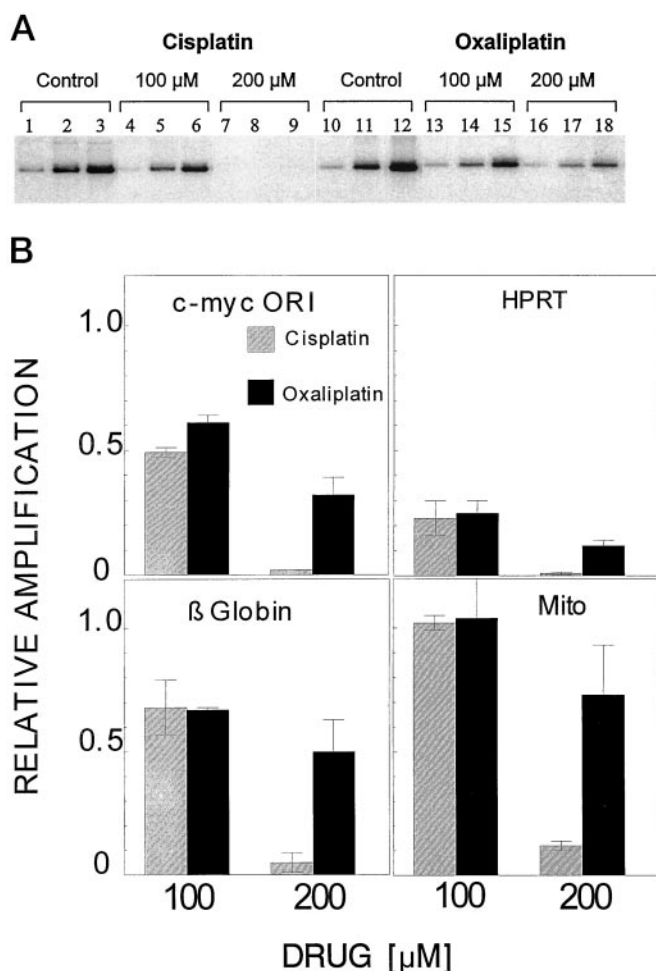 A
Cisplatin Oxaliplatin
Control 100 µM 200 µM Control 100 µM 200 µM
1 2 3 4 5 6 7 8 9 10 11 12 13 14 15 16 17 18
B
RELATIVE AMPLIFICATION
c-myc ORI HPRT
1.0
Cisplatin
Oxaliplatin
0.5
0
ß Globin Mito
1.0
0.5
0
100 200 100 200
DRUG [µM]